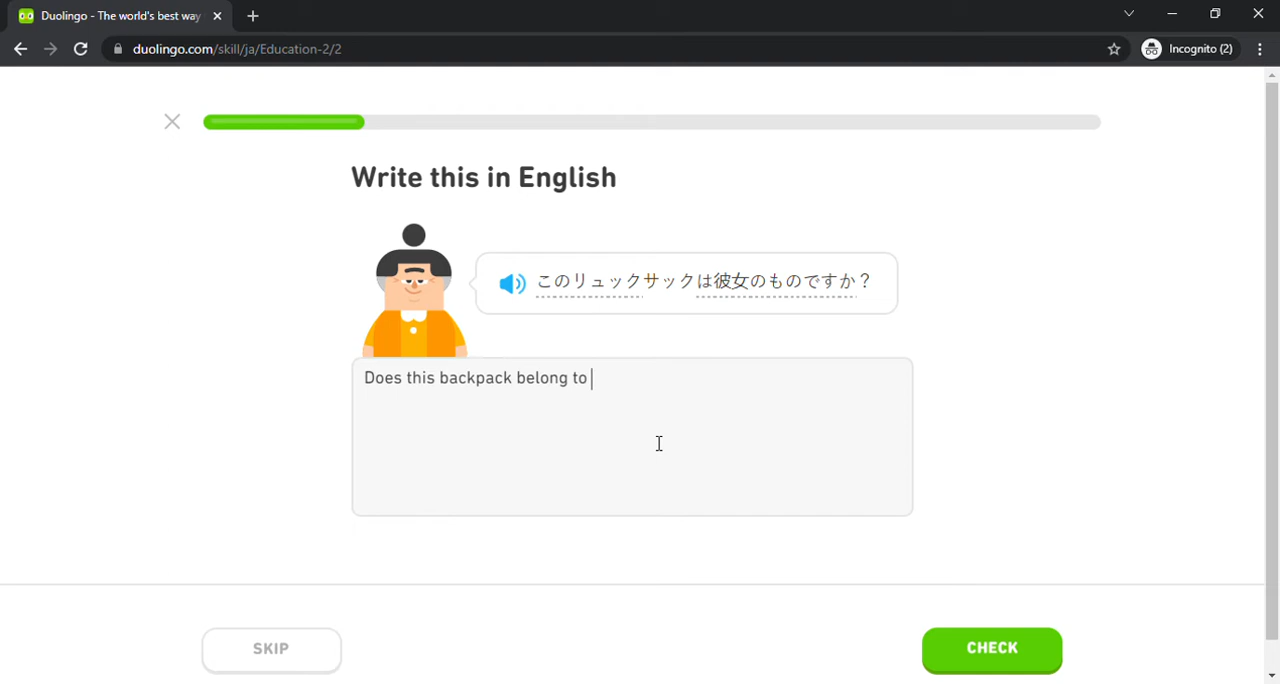 Duolingo - The world's best way
duolingo.com/skill/ja/Education-2/2
Incognito (2)
Write this in English
このリュックサックは彼女のものですか？
Does this backpack belong to
SKIP
CHECK